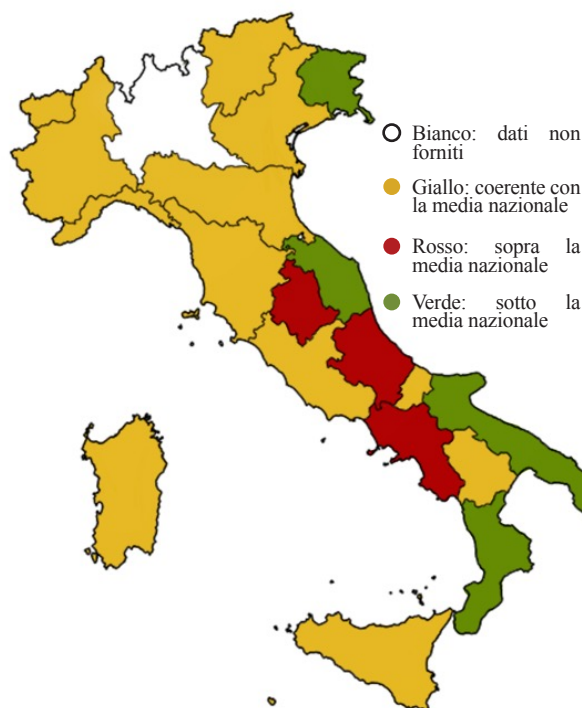 Bianco: dati non
forniti
Giallo: coerente con
la media nazionale
Rosso: sopra la
media nazionale
Verde: sotto la
media nazionale